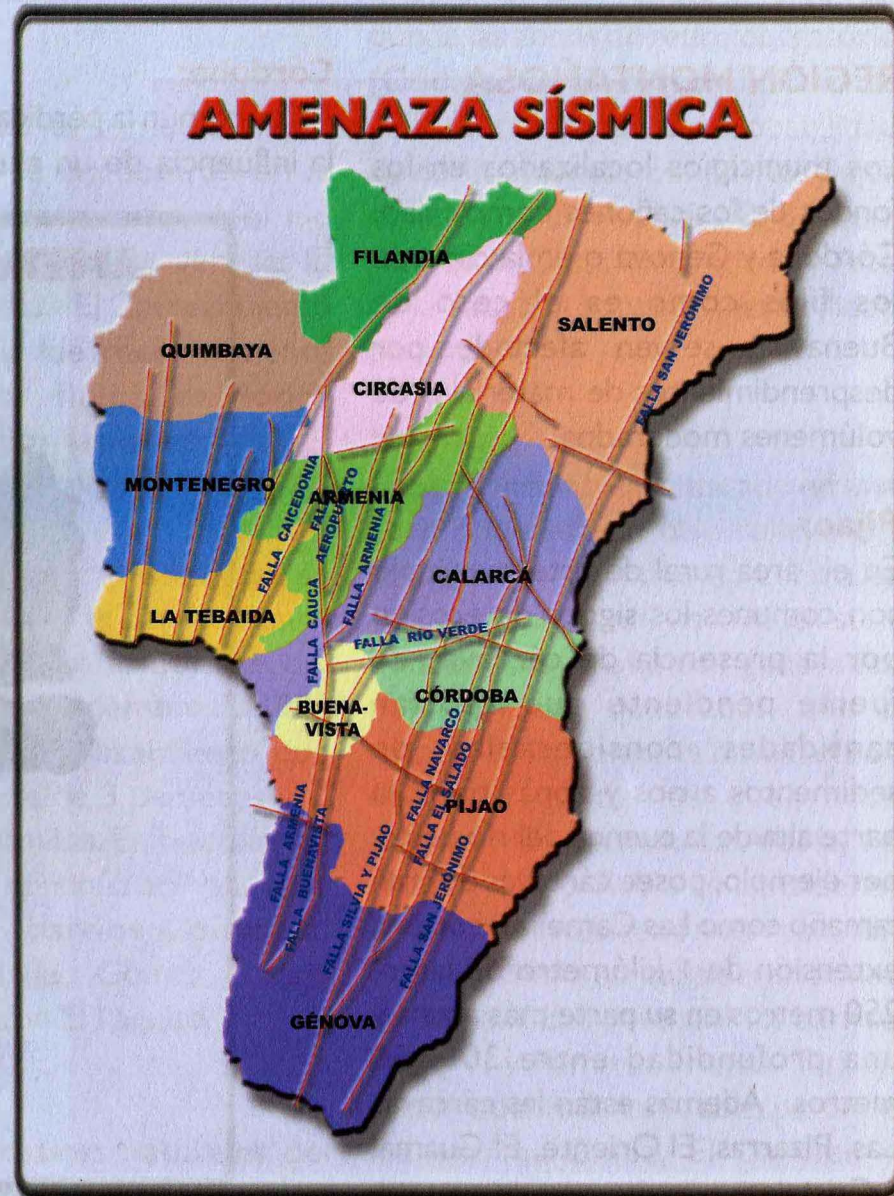 AMENAZA SÍSMICA
FILANDIA
QUIMBAYA
SALENTO
CIRCASIA
FALLA SAN JERÓNIMO
MONTENEGRO
ARMENIA
FALLA CAICEDONIA
AEROPUERTO
FALLA ARMENIA
CALARCÁ
LA TEBAIDA
FALLA CAUCA
FALLA RÍO VERDE
BUENA-
VISTA
CÓRDOBA
FALLA NAVARCO
FALLA EL SALADO
PIJAO
FALLA ARMENIA
FALLA BUENAVISTA
FALLA SILVIA Y PIJAO
FALLA SAN JERÓNIMO
GÉNOVA